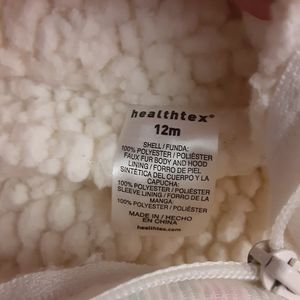 healthtex®
12m
SHELL / FUNDA:
100% POLYESTER / POLIÉSTER
FAUX FUR BODY AND HOOD
LINING / FORRO DE PIEL
SINTÉTICA DEL CUERPO Y LA
CAPUCHA:
100% POLYESTER / POLIÉSTER
SLEEVE LINING / FORRO DE LA
MANGA:
100% POLYESTER / POLIÉSTER
MADE IN / HECHO
EN CHINA
healthtex.com